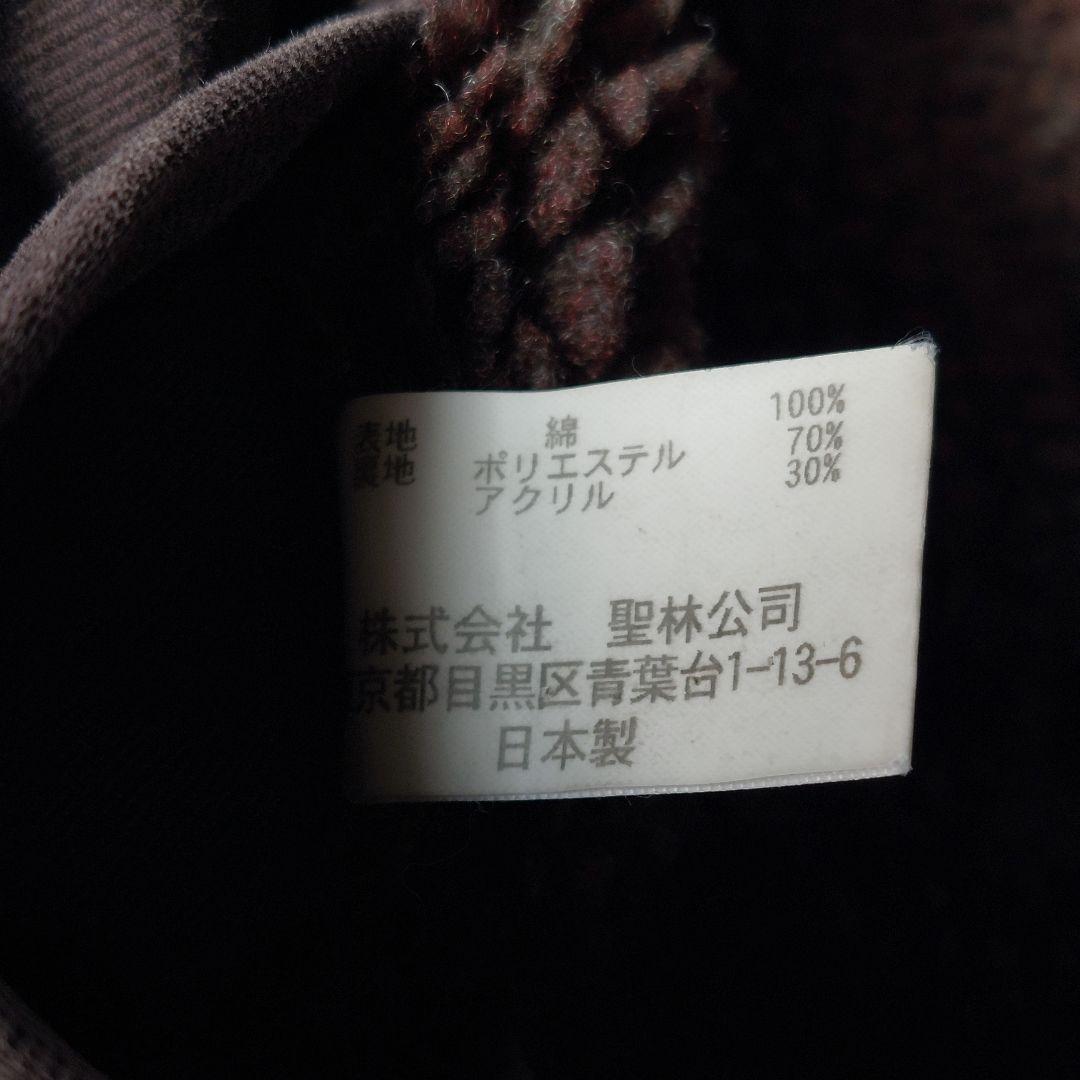 表地 綿 100%
裏地 ポリエステル 70%
アクリル 30%
株式会社 聖林公司
京都目黒区青葉台1-13-6
日本製